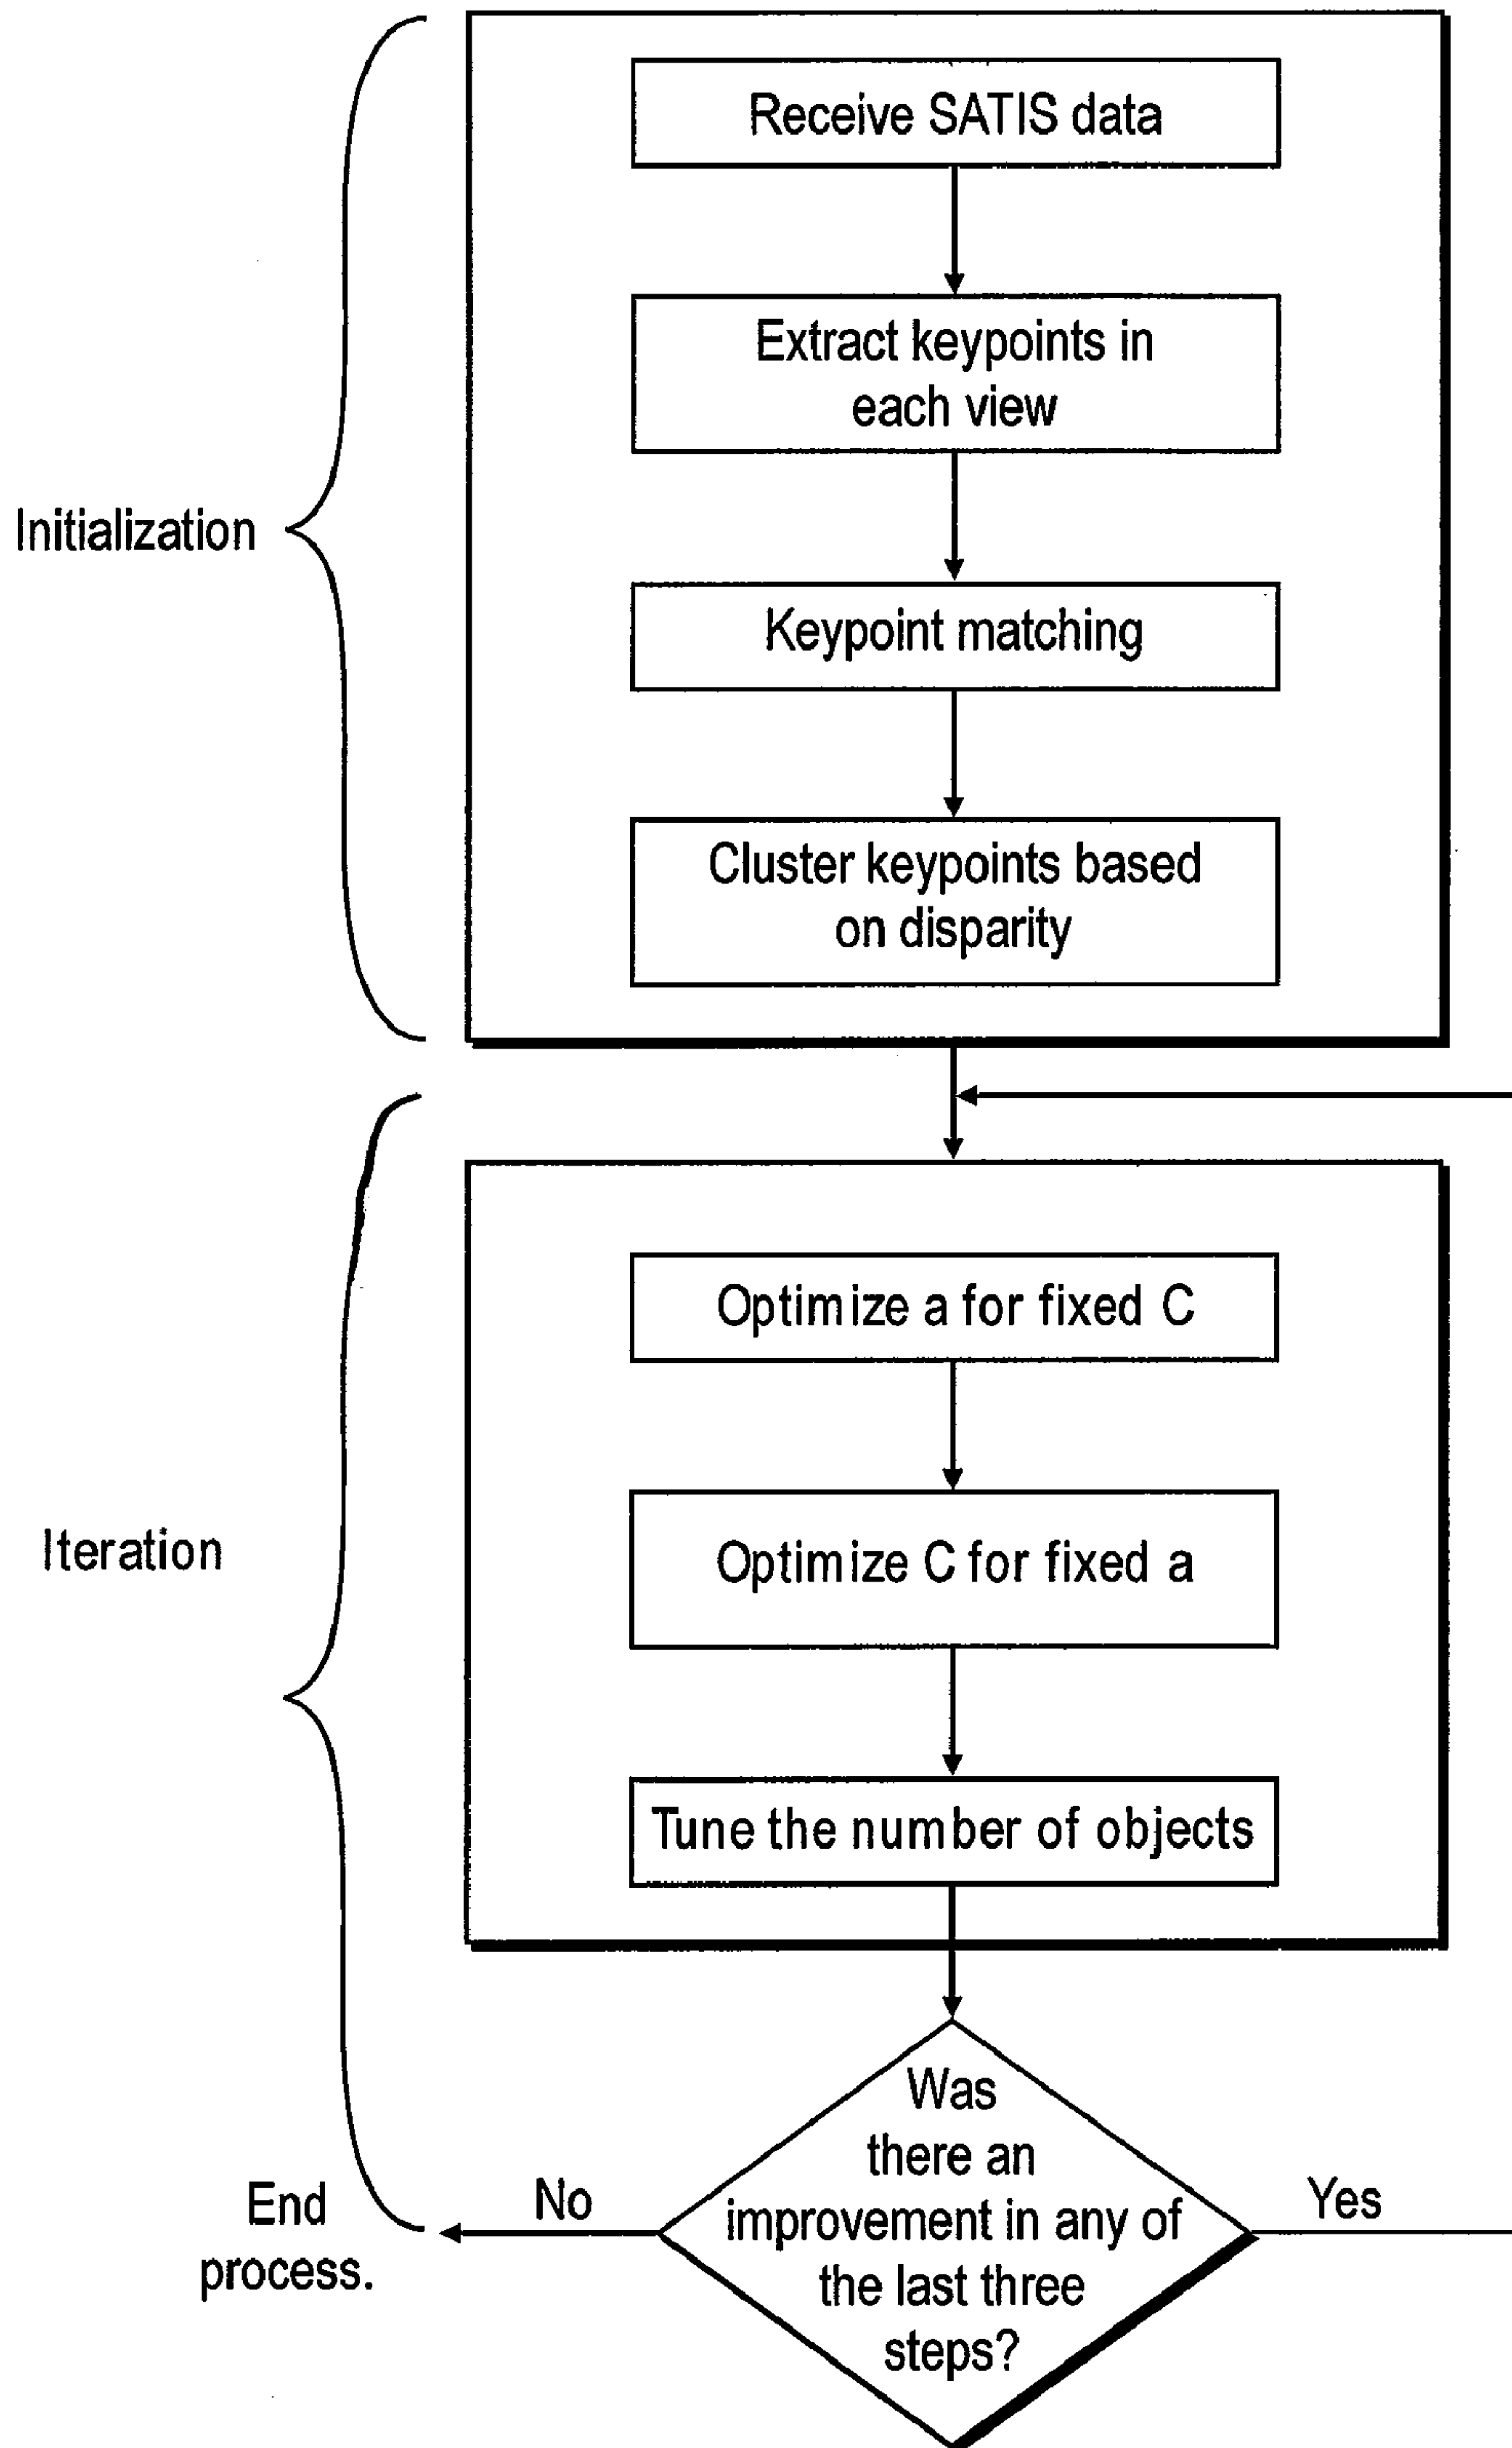 Receive SATIS data
Extract keypoints in
each view
Initialization
Keypoint matching
Cluster keypoints based
on disparity
Optimize a for fixed C
Iteration
Optimize C for fixed a
Tune the number of objects
Was
there an
improvement in any of
the last three
steps?
No
Yes
End
process.